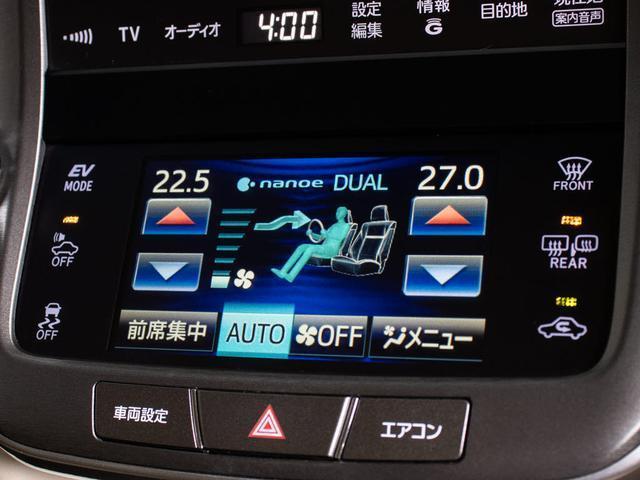 TV オーディオ 4:00 設定編集 情報 G 目的地 案内音声
EV MODE
22.5 nanoe DUAL 27.0
FRONT
OFF
REAR
OFF
前席集中 AUTO OFF メニュー
車両設定 エアコン